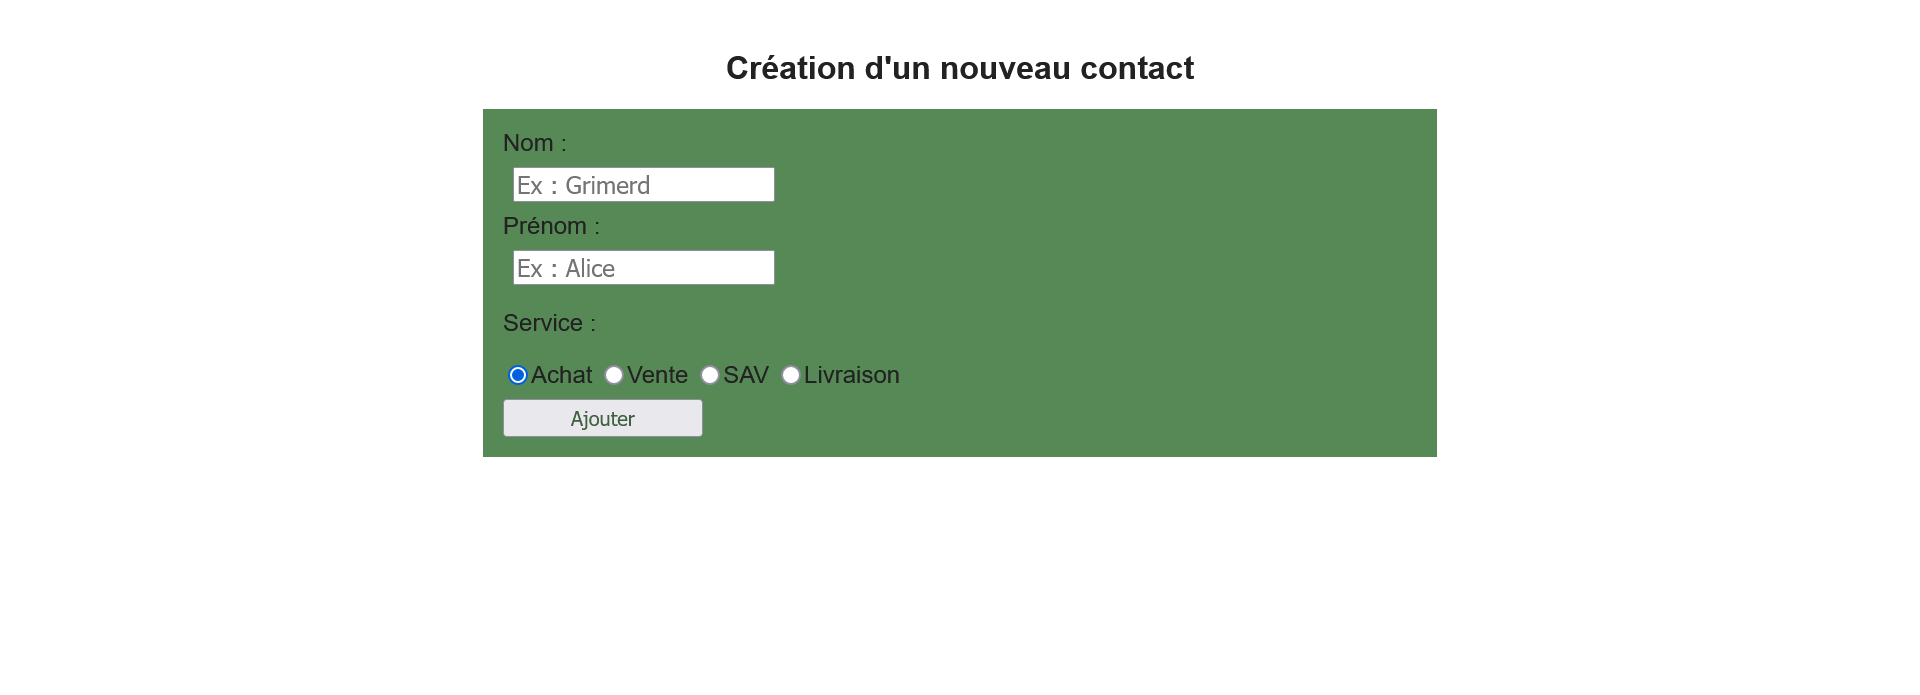 Création d'un nouveau contact
Nom :
Ex : Grimerd
Prénom :
Ex : Alice
Service :
Achat Vente SAV Livraison
Ajouter